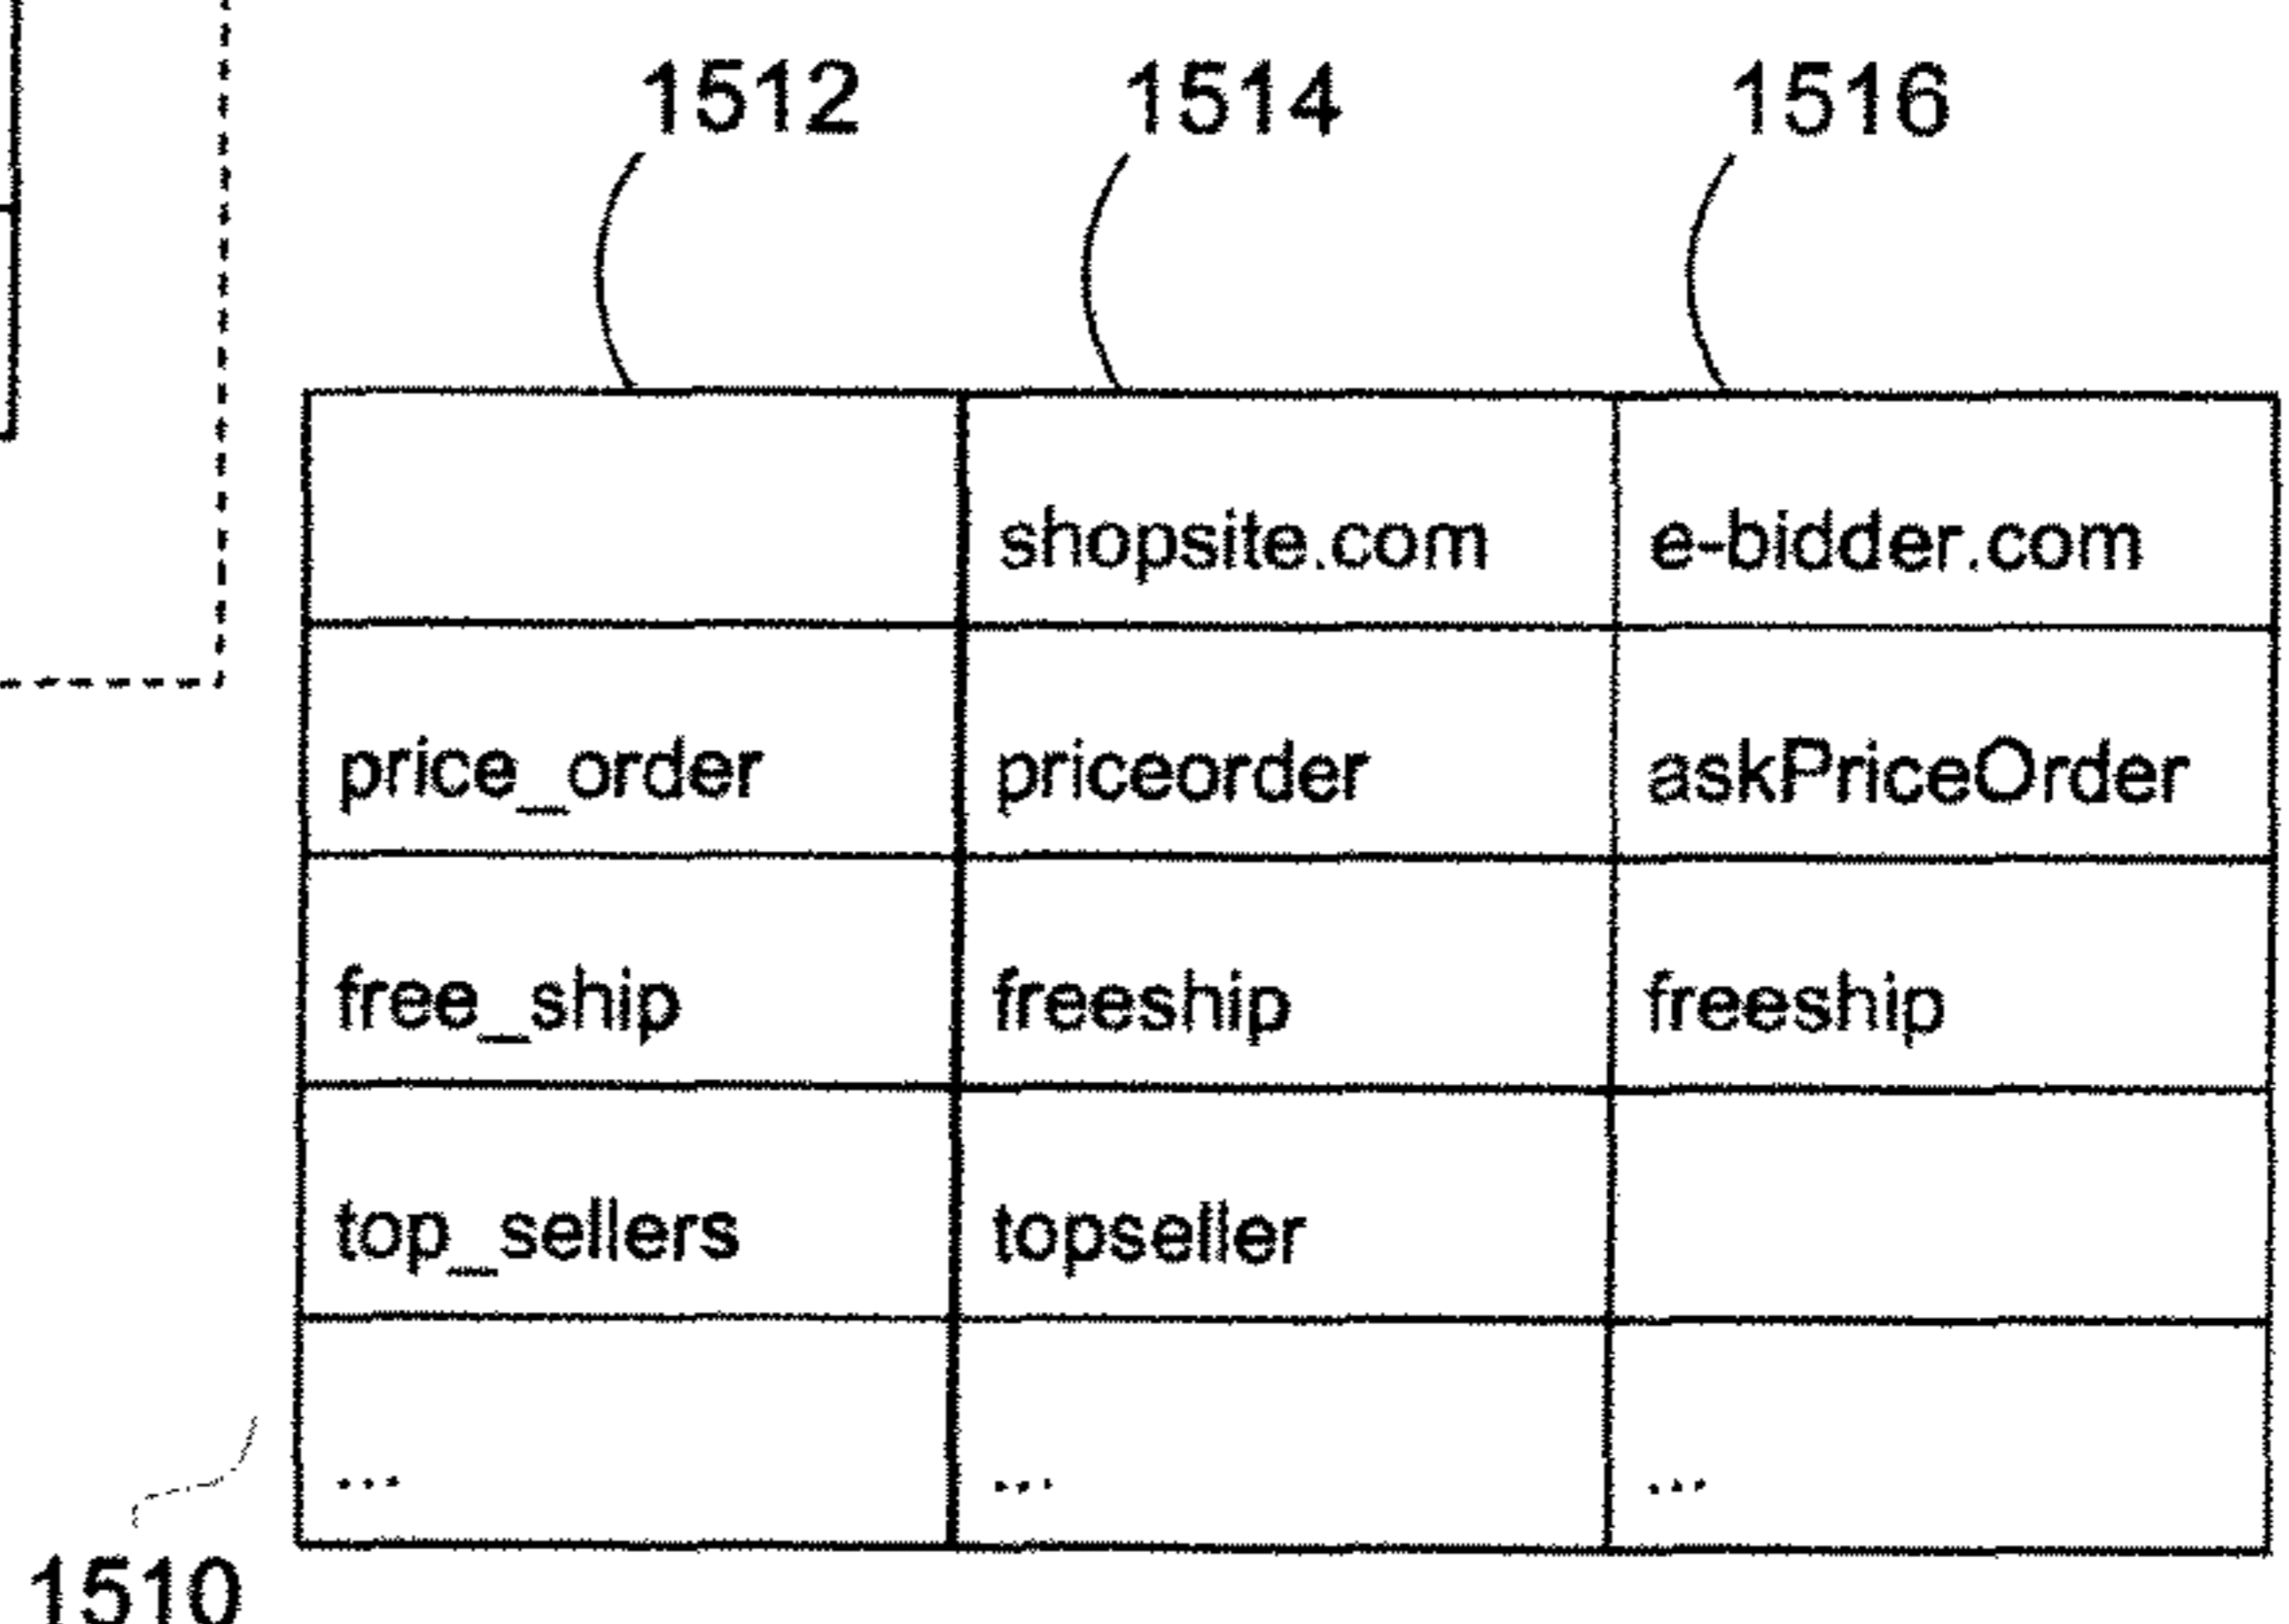 1512 1514 1516
shopsite.com e-bidder.com
price_order priceorder askPriceOrder
free_ship freeship freeship
top_sellers topseller
... ... ...
1510